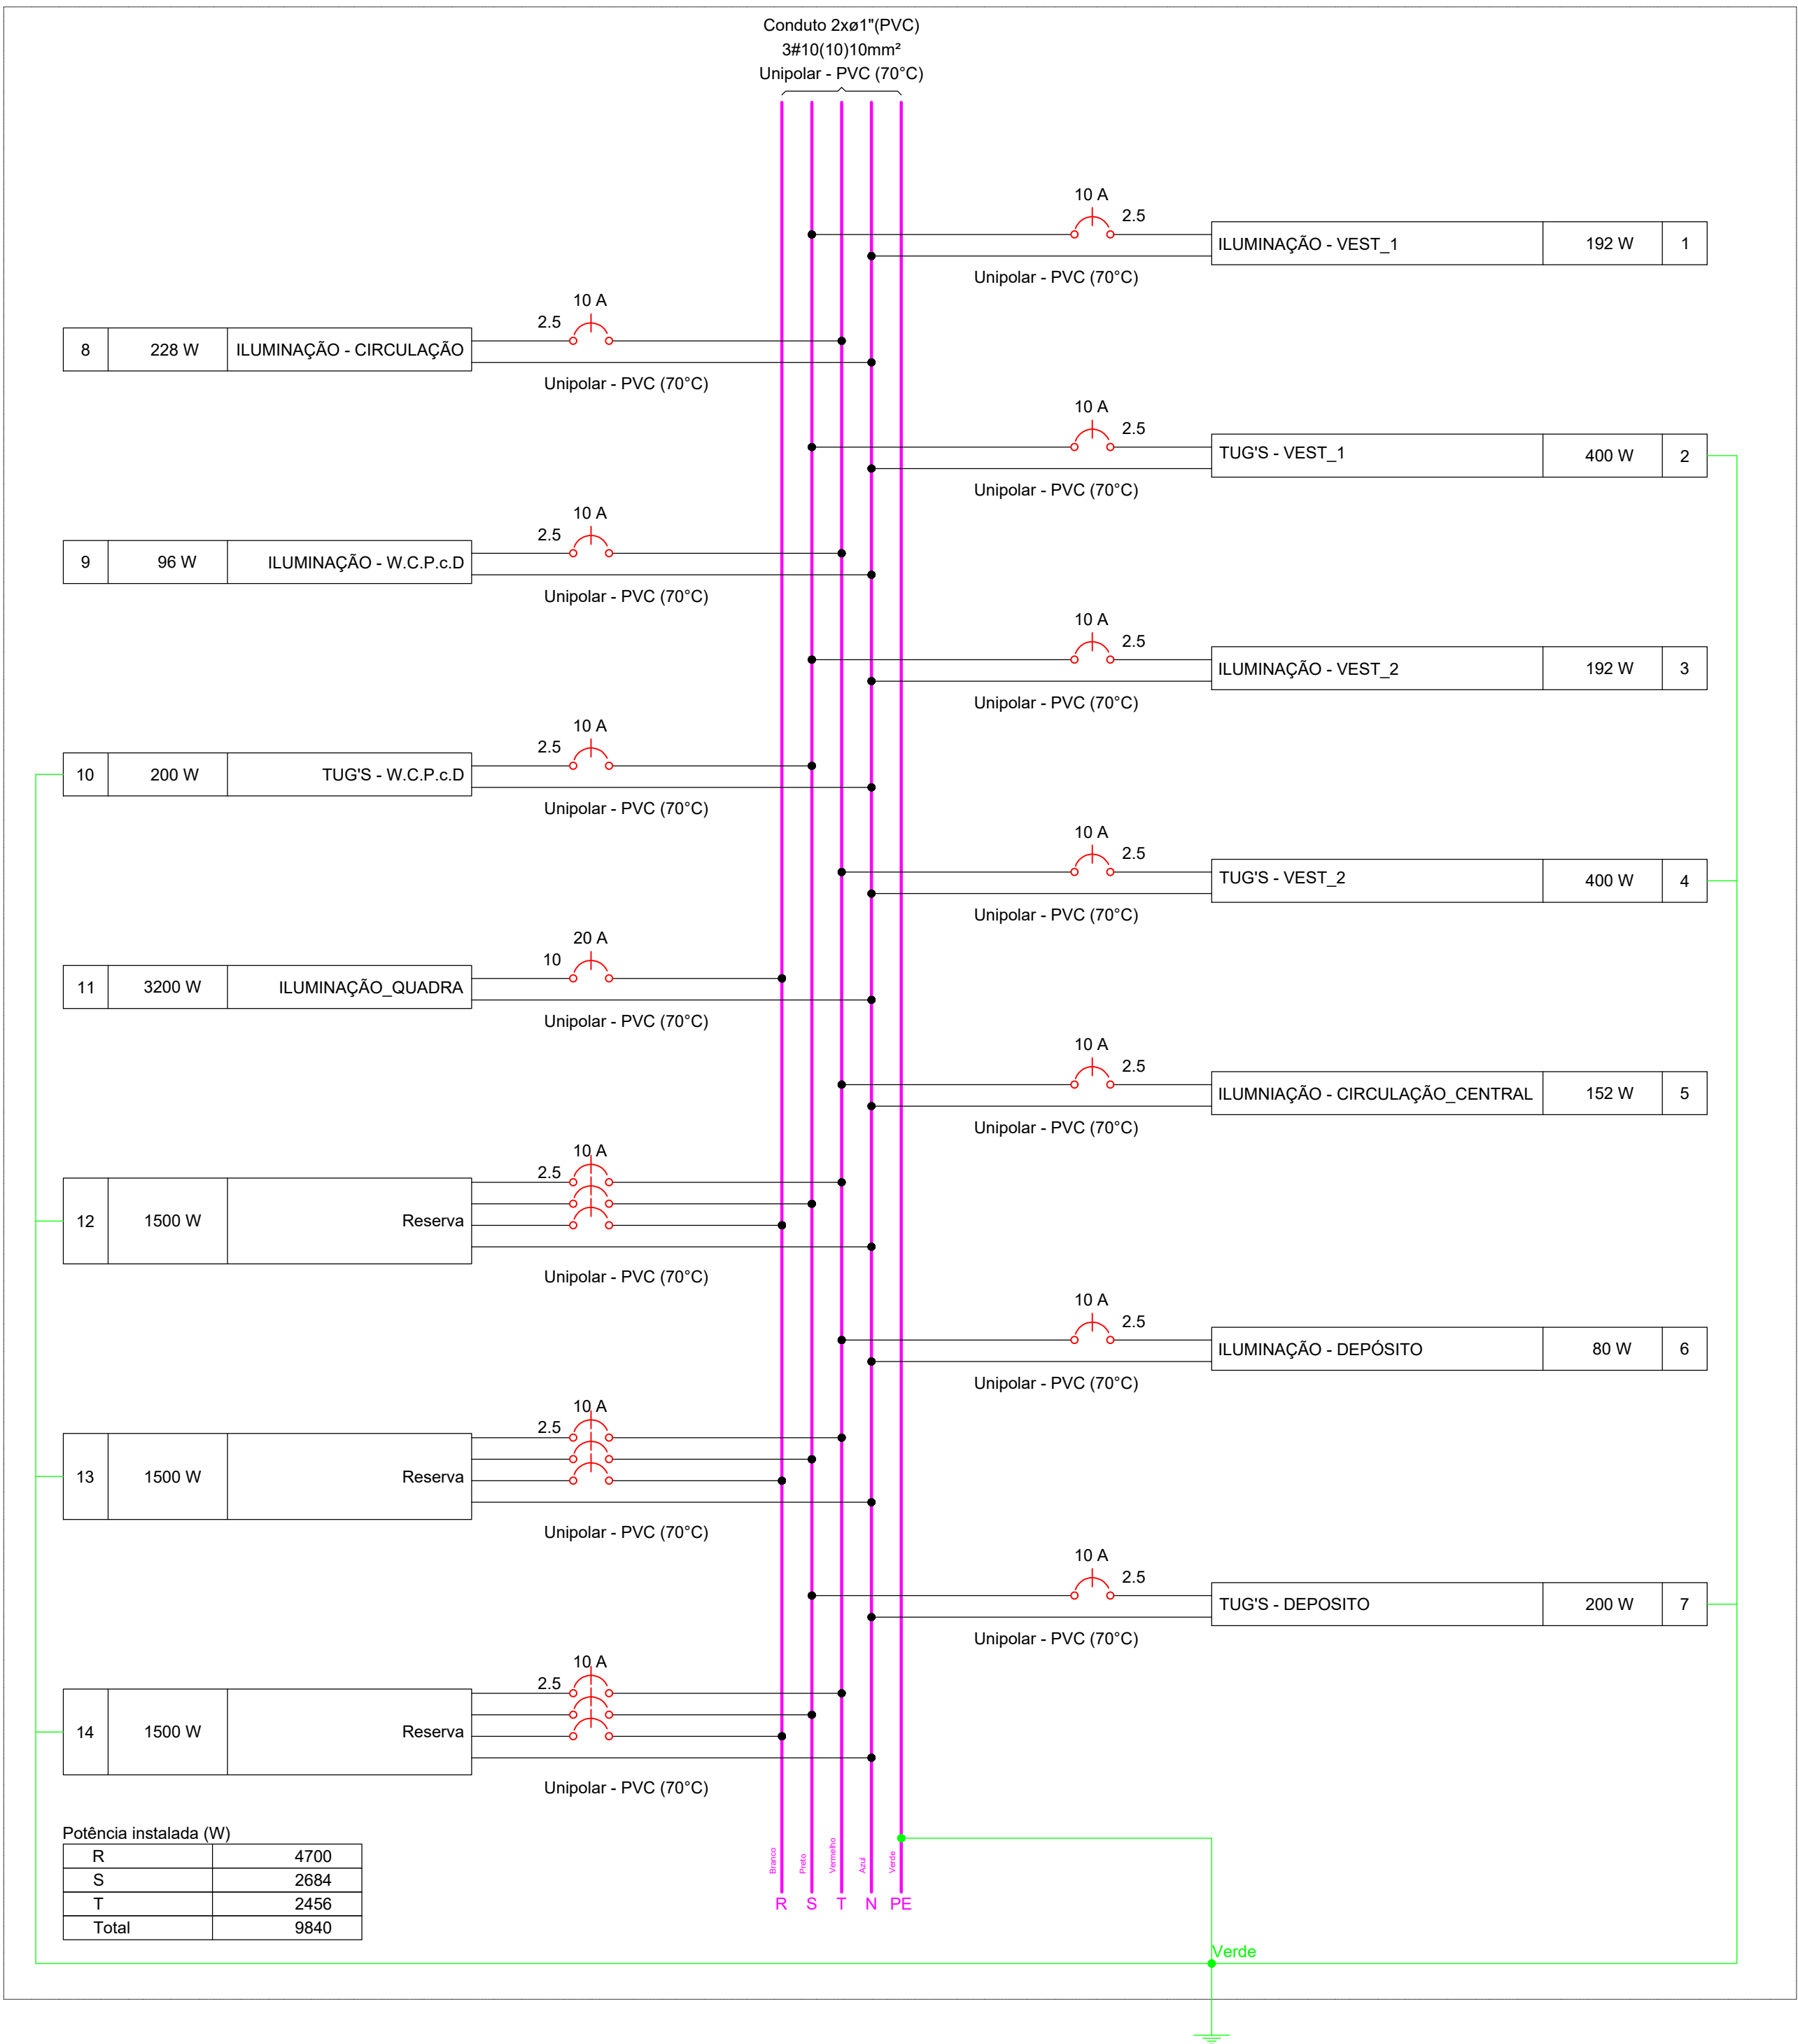 Conduto 2xø1"(PVC)
3#10(10)10mm²
Unipolar - PVC (70°C)
10 A
2.5
ILUMINAÇÃO - VEST_1 192 W 1
Unipolar - PVC (70°C)
10 A
2.5
8 228 W ILUMINAÇÃO - CIRCULAÇÃO
Unipolar - PVC (70°C)
10 A
2.5
TUG'S - VEST_1 400 W 2
Unipolar - PVC (70°C)
10 A
2.5
9 96 W ILUMINAÇÃO - W.C.P.c.D
Unipolar - PVC (70°C)
10 A
2.5
ILUMINAÇÃO - VEST_2 192 W 3
Unipolar - PVC (70°C)
10 A
2.5
10 200 W TUG'S - W.C.P.c.D
Unipolar - PVC (70°C)
10 A
2.5
TUG'S - VEST_2 400 W 4
Unipolar - PVC (70°C)
20 A
10
11 3200 W ILUMINAÇÃO_QUADRA
Unipolar - PVC (70°C)
10 A
2.5
ILUMNIAÇÃO - CIRCULAÇÃO_CENTRAL 152 W 5
Unipolar - PVC (70°C)
10 A
2.5
12 1500 W Reserva
Unipolar - PVC (70°C)
10 A
2.5
ILUMINAÇÃO - DEPÓSITO 80 W 6
Unipolar - PVC (70°C)
10 A
2.5
13 1500 W Reserva
Unipolar - PVC (70°C)
10 A
2.5
TUG'S - DEPOSITO 200 W 7
Unipolar - PVC (70°C)
10 A
2.5
14 1500 W Reserva
Unipolar - PVC (70°C)
Potência instalada (W)
R 4700
S 2684
T 2456
Total 9840
Branco Preto Vermelho Azul Verde
R S T N PE
Verde